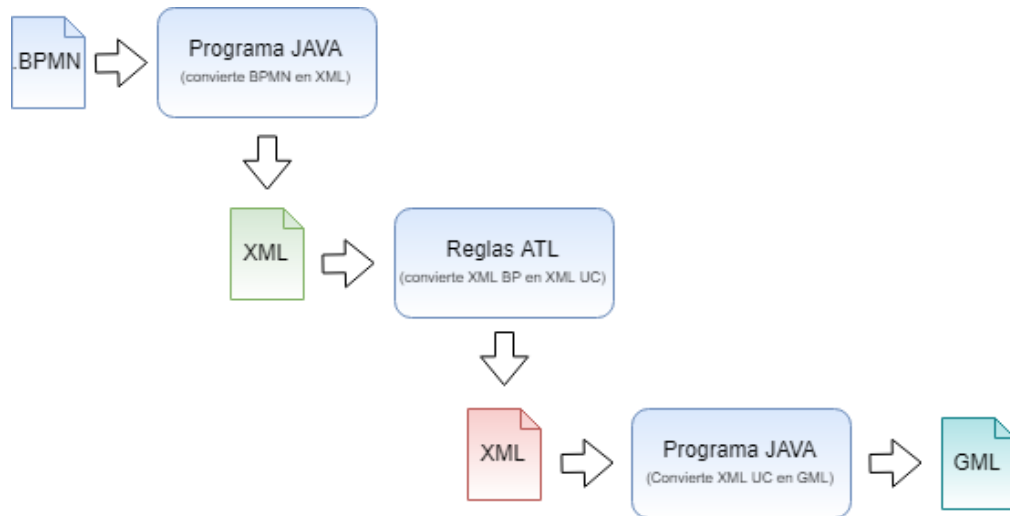 .BPMN
Programa JAVA
(convierte BPMN en XML)
XML
Reglas ATL
(convierte XML BP en XML UC)
XML
Programa JAVA
(Convierte XML UC en GML)
GML